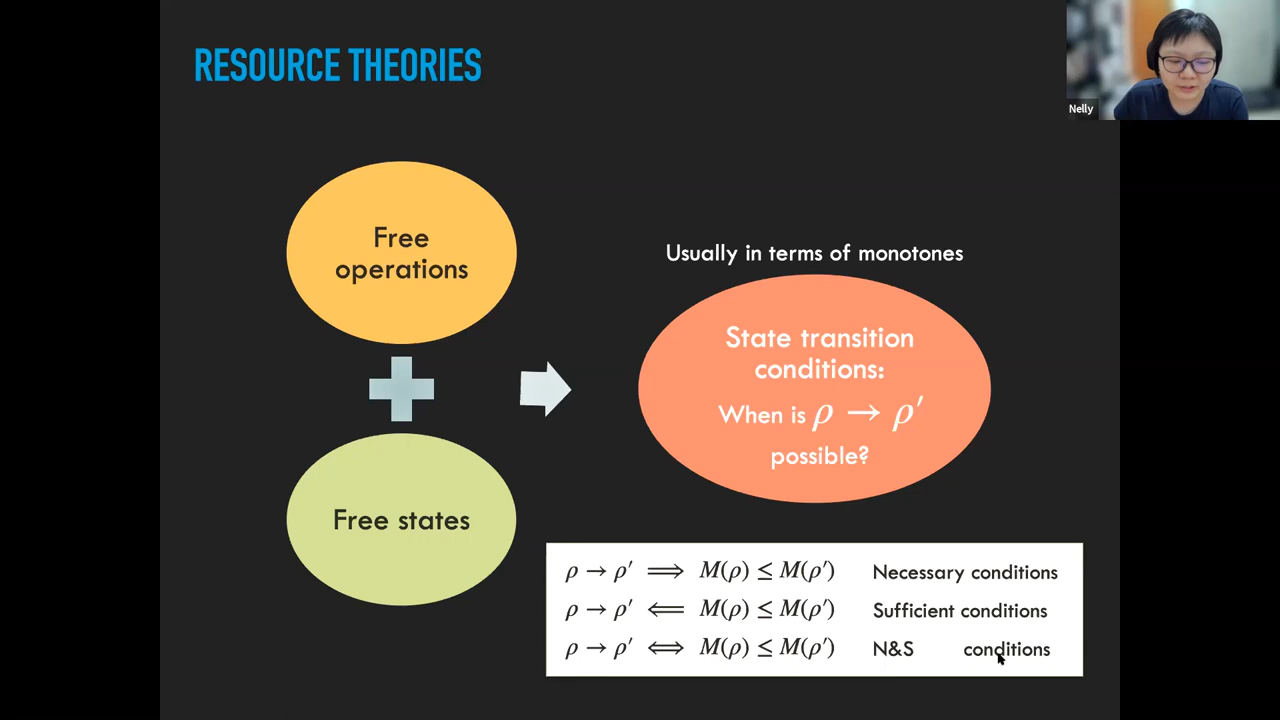 RESOURCE THEORIES
Nelly
Free
operations
Free states
Usually in terms of monotones
State transition
conditions:
When is ρ → ρ′
possible?
ρ → ρ′ ⟹ M(ρ) ≤ M(ρ′) Necessary conditions
ρ → ρ′ ⟸ M(ρ) ≤ M(ρ′) Sufficient conditions
ρ → ρ′ ⟺ M(ρ) ≤ M(ρ′) N&S conditions